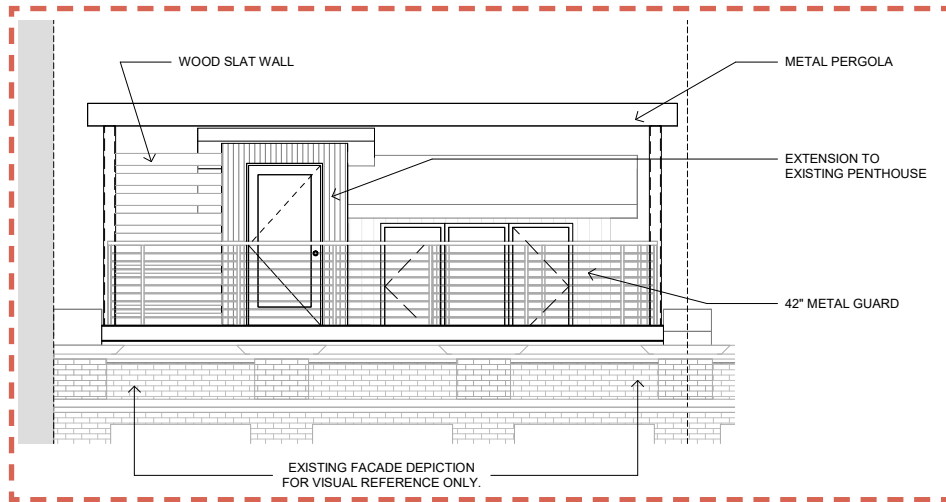 WOOD SLAT WALL
METAL PERGOLA
EXTENSION TO
EXISTING PENTHOUSE
42" METAL GUARD
EXISTING FACADE DEPICTION
FOR VISUAL REFERENCE ONLY.